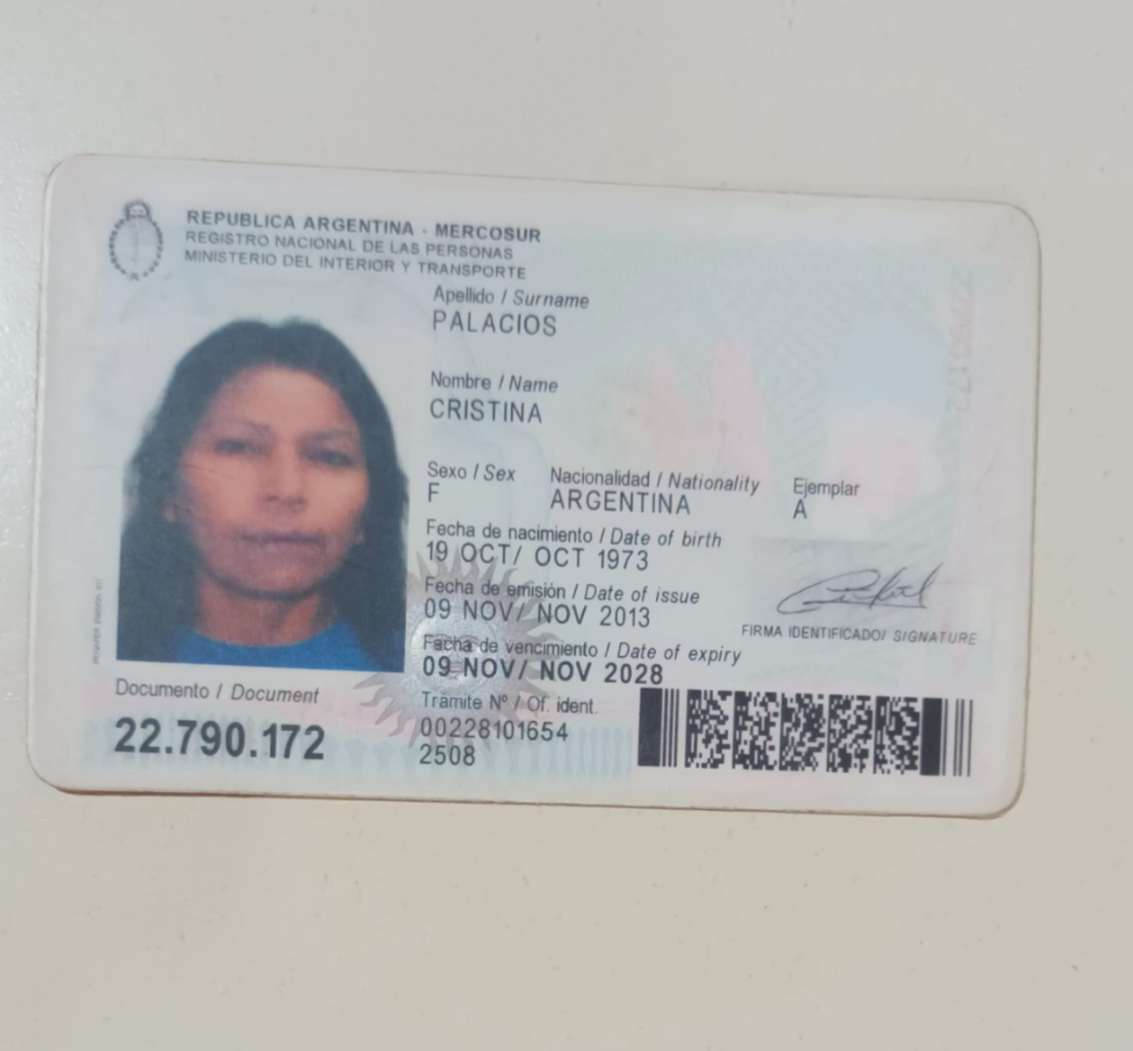 REPUBLICA ARGENTINA - MERCOSUR
REGISTRO NACIONAL DE LAS PERSONAS
MINISTERIO DEL INTERIOR Y TRANSPORTE
Apellido / Surname
PALACIOS
Nombre / Name
CRISTINA
Sexo / Sex Nacionalidad / Nationality Ejemplar
F ARGENTINA A
Fecha de nacimiento / Date of birth
19 OCT/ OCT 1973
Fecha de emisión / Date of issue
09 NOV/ NOV 2013
FIRMA IDENTIFICADO/ SIGNATURE
Fecha de vencimiento / Date of expiry
09 NOV/ NOV 2028
Documento / Document
22.790.172
Trámite Nº / Of. ident.
00228101654
2508